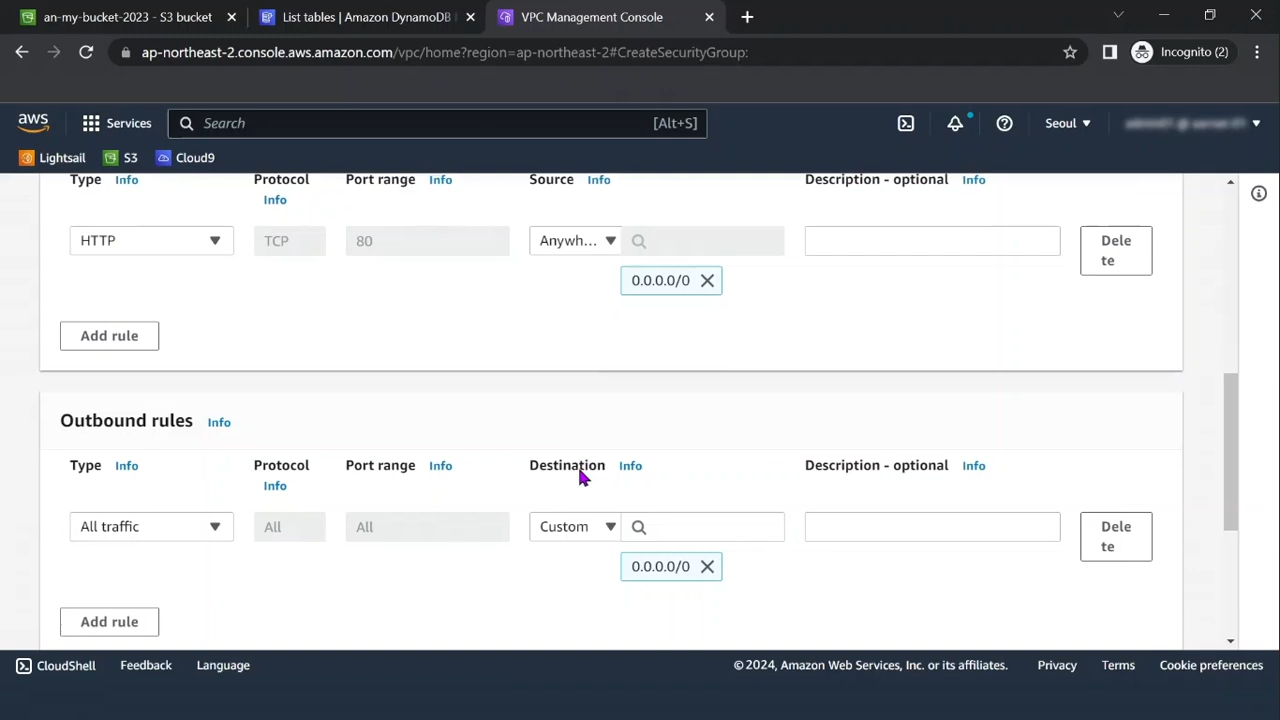 an-my-bucket-2023 - S3 bucket
List tables | Amazon DynamoDB
VPC Management Console
ap-northeast-2.console.aws.amazon.com/vpc/home?region=ap-northeast-2#CreateSecurityGroup:
Incognito (2)
aws
Services
Search
[Alt+S]
Seoul
Lightsail
S3
Cloud9
Type Info
Protocol
Info
Port range Info
Source Info
Description - optional Info
HTTP
TCP
80
Anywh...
Dele
te
0.0.0.0/0
Add rule
Outbound rules Info
Type Info
Protocol
Info
Port range Info
Destination Info
Description - optional Info
All traffic
All
All
Custom
Dele
te
0.0.0.0/0
Add rule
CloudShell
Feedback
Language
© 2024, Amazon Web Services, Inc. or its affiliates.
Privacy
Terms
Cookie preferences